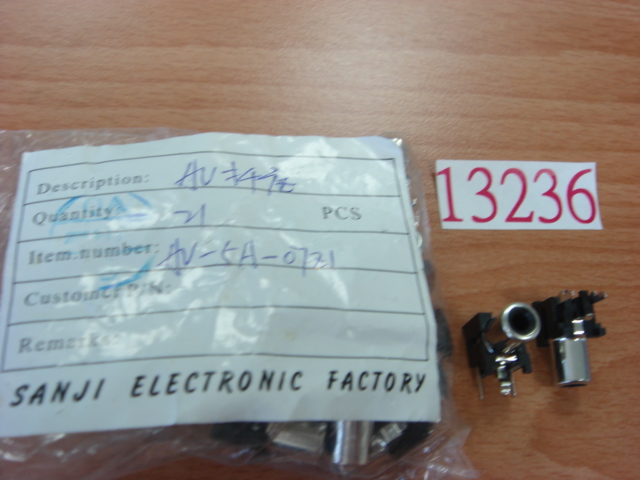 Description: AV插座
Quantity: 21 PCS
Item.number: AV-5A-0721
Customer P/N:
Remarks:
SANJI ELECTRONIC FACTORY
13236